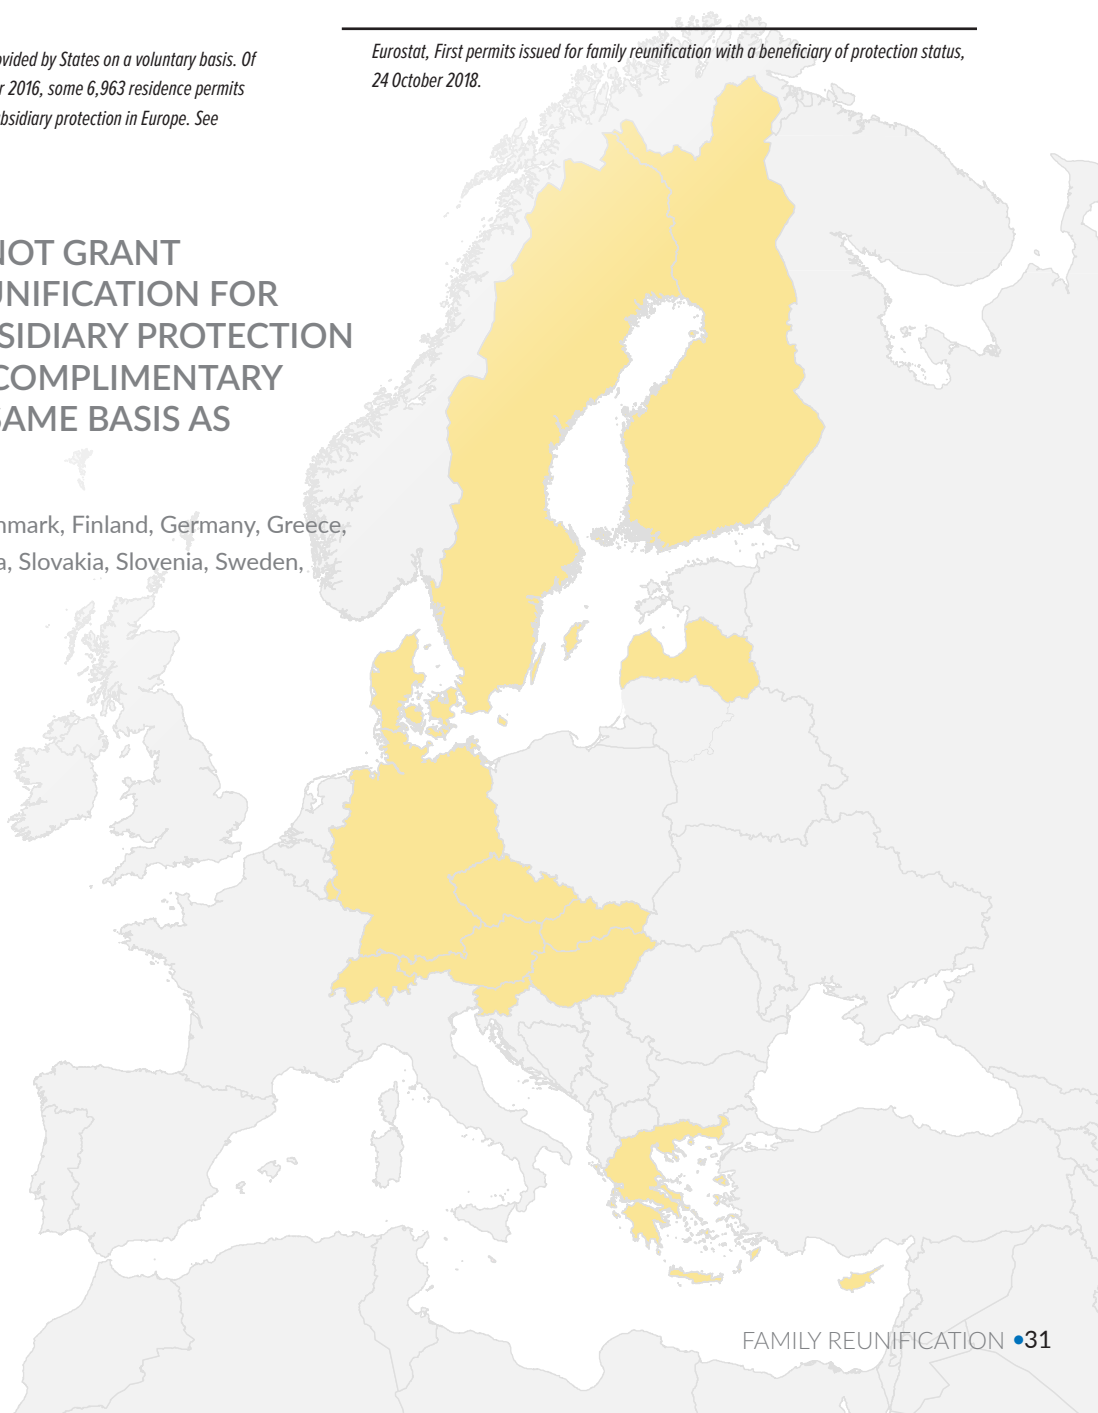 ovided by States on a voluntary basis. Of
r 2016, some 6,963 residence permits
bsidiary protection in Europe. See
Eurostat, First permits issued for family reunification with a beneficiary of protection status,
24 October 2018.
NOT GRANT
UNIFICATION FOR
SIDIARY PROTECTION
COMPLIMENTARY
SAME BASIS AS
nmark, Finland, Germany, Greece,
a, Slovakia, Slovenia, Sweden,
FAMILY REUNIFICATION •31